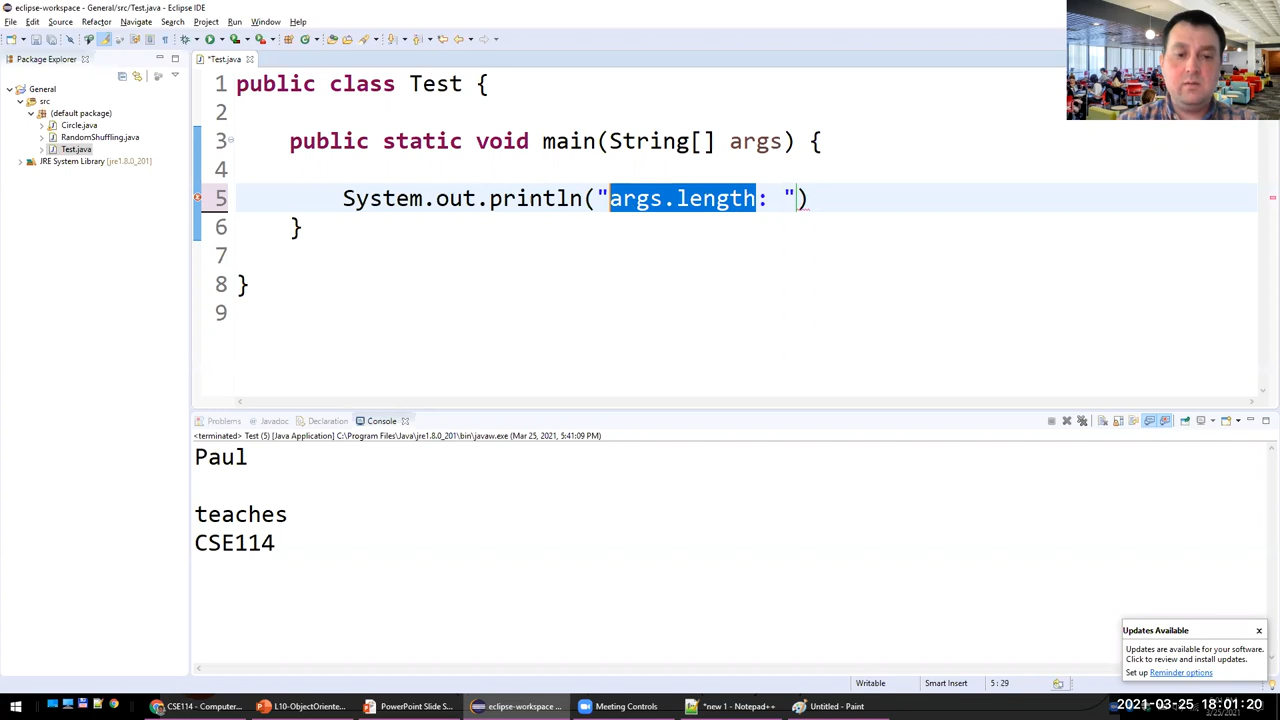 eclipse-workspace - General/src/Test.java - Eclipse IDE
File Edit Source Refactor Navigate Search Project Run Window Help
Package Explorer
*Test.java
General
src
(default package)
Circle.java
RandomShuffling.java
Test.java
JRE System Library [jre1.8.0_201]
1 public class Test {
2
3 public static void main(String[] args) {
4
5 System.out.println("args.length: ")
6 }
7
8 }
9
Problems Javadoc Declaration Console
<terminated> Test (5) [Java Application] C:\Program Files\Java\jre1.8.0_201\bin\javaw.exe (Mar 25, 2021, 5:41:09 PM)
Paul
teaches
CSE114
Updates Available
Updates are available for your software.
Click to review and install updates.
Set up Reminder options
Writable Smart Insert 5 : 29
CSE114 - Computer... L10-ObjectOriente... PowerPoint Slide S... eclipse-workspace ... Meeting Controls *new 1 - Notepad++ Untitled - Paint
2021-03-25 18:01:20